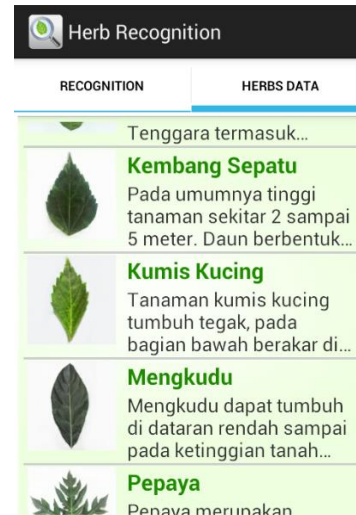 Herb Recognition
RECOGNITION
HERBS DATA
Tenggara termasuk...
Kembang Sepatu
Pada umumnya tinggi
tanaman sekitar 2 sampai
5 meter. Daun berbentuk...
Kumis Kucing
Tanaman kumis kucing
tumbuh tegak, pada
bagian bawah berakar di...
Mengkudu
Mengkudu dapat tumbuh
di dataran rendah sampai
pada ketinggian tanah...
Pepaya
Pepaya merupakan